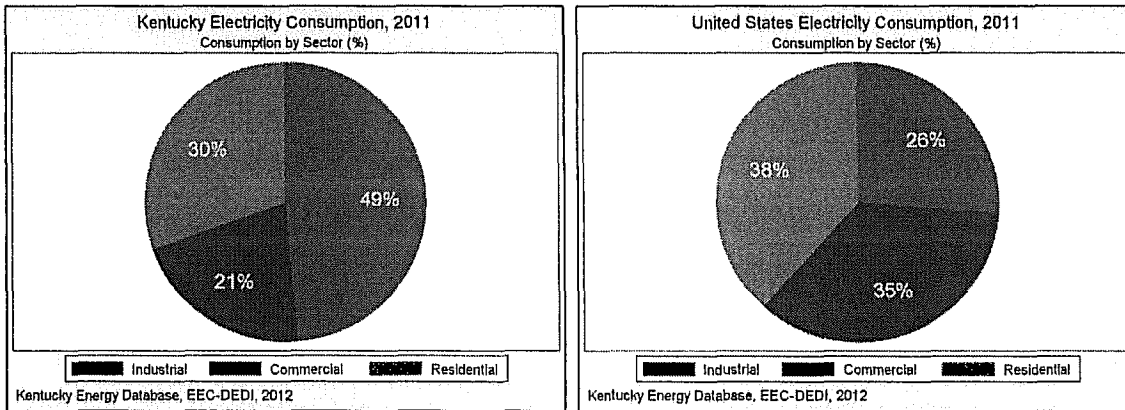 Kentucky Electricity Consumption, 2011
Consumption by Sector (%)
30%
49%
21%
Industrial Commercial Residential
Kentucky Energy Database, EEC-DEDI, 2012
United States Electricity Consumption, 2011
Consumption by Sector (%)
26%
38%
35%
Industrial Commercial Residential
Kentucky Energy Database, EEC-DEDI, 2012